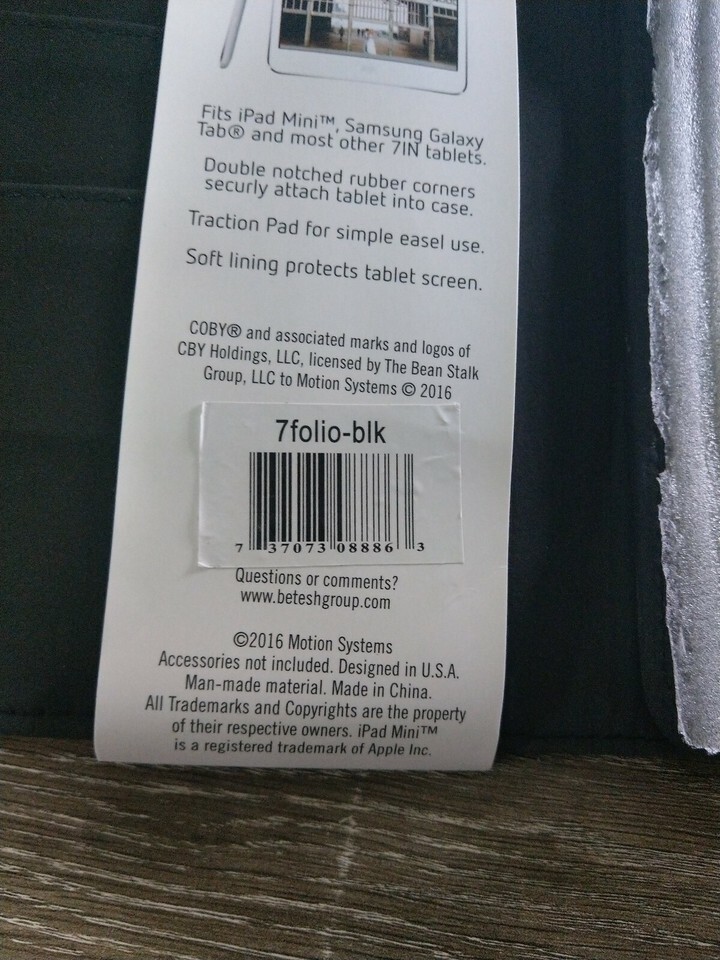 Fits iPad Mini™, Samsung Galaxy
Tab® and most other 7IN tablets.
Double notched rubber corners
securly attach tablet into case.
Traction Pad for simple easel use.
Soft lining protects tablet screen.
COBY® and associated marks and logos of
CBY Holdings, LLC, licensed by The Bean Stalk
Group, LLC to Motion Systems © 2016
7folio-blk
7 37073 08886 3
Questions or comments?
www.beteshgroup.com
©2016 Motion Systems
Accessories not included. Designed in U.S.A.
Man-made material. Made in China.
All Trademarks and Copyrights are the property
of their respective owners. iPad Mini™
is a registered trademark of Apple Inc.